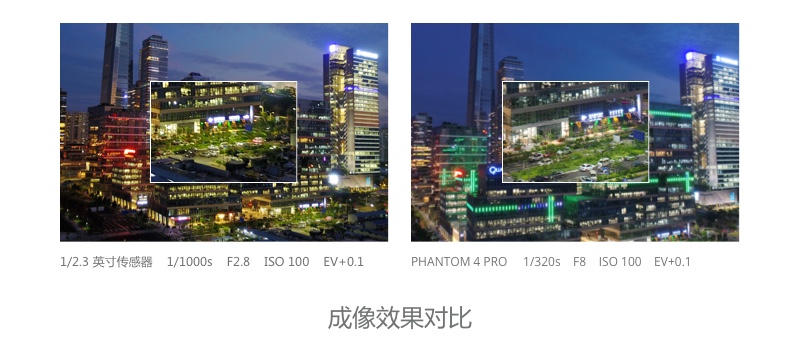 1/2.3 英寸传感器 1/1000s F2.8 ISO 100 EV+0.1
PHANTOM 4 PRO 1/320s F8 ISO 100 EV+0.1
成像效果对比